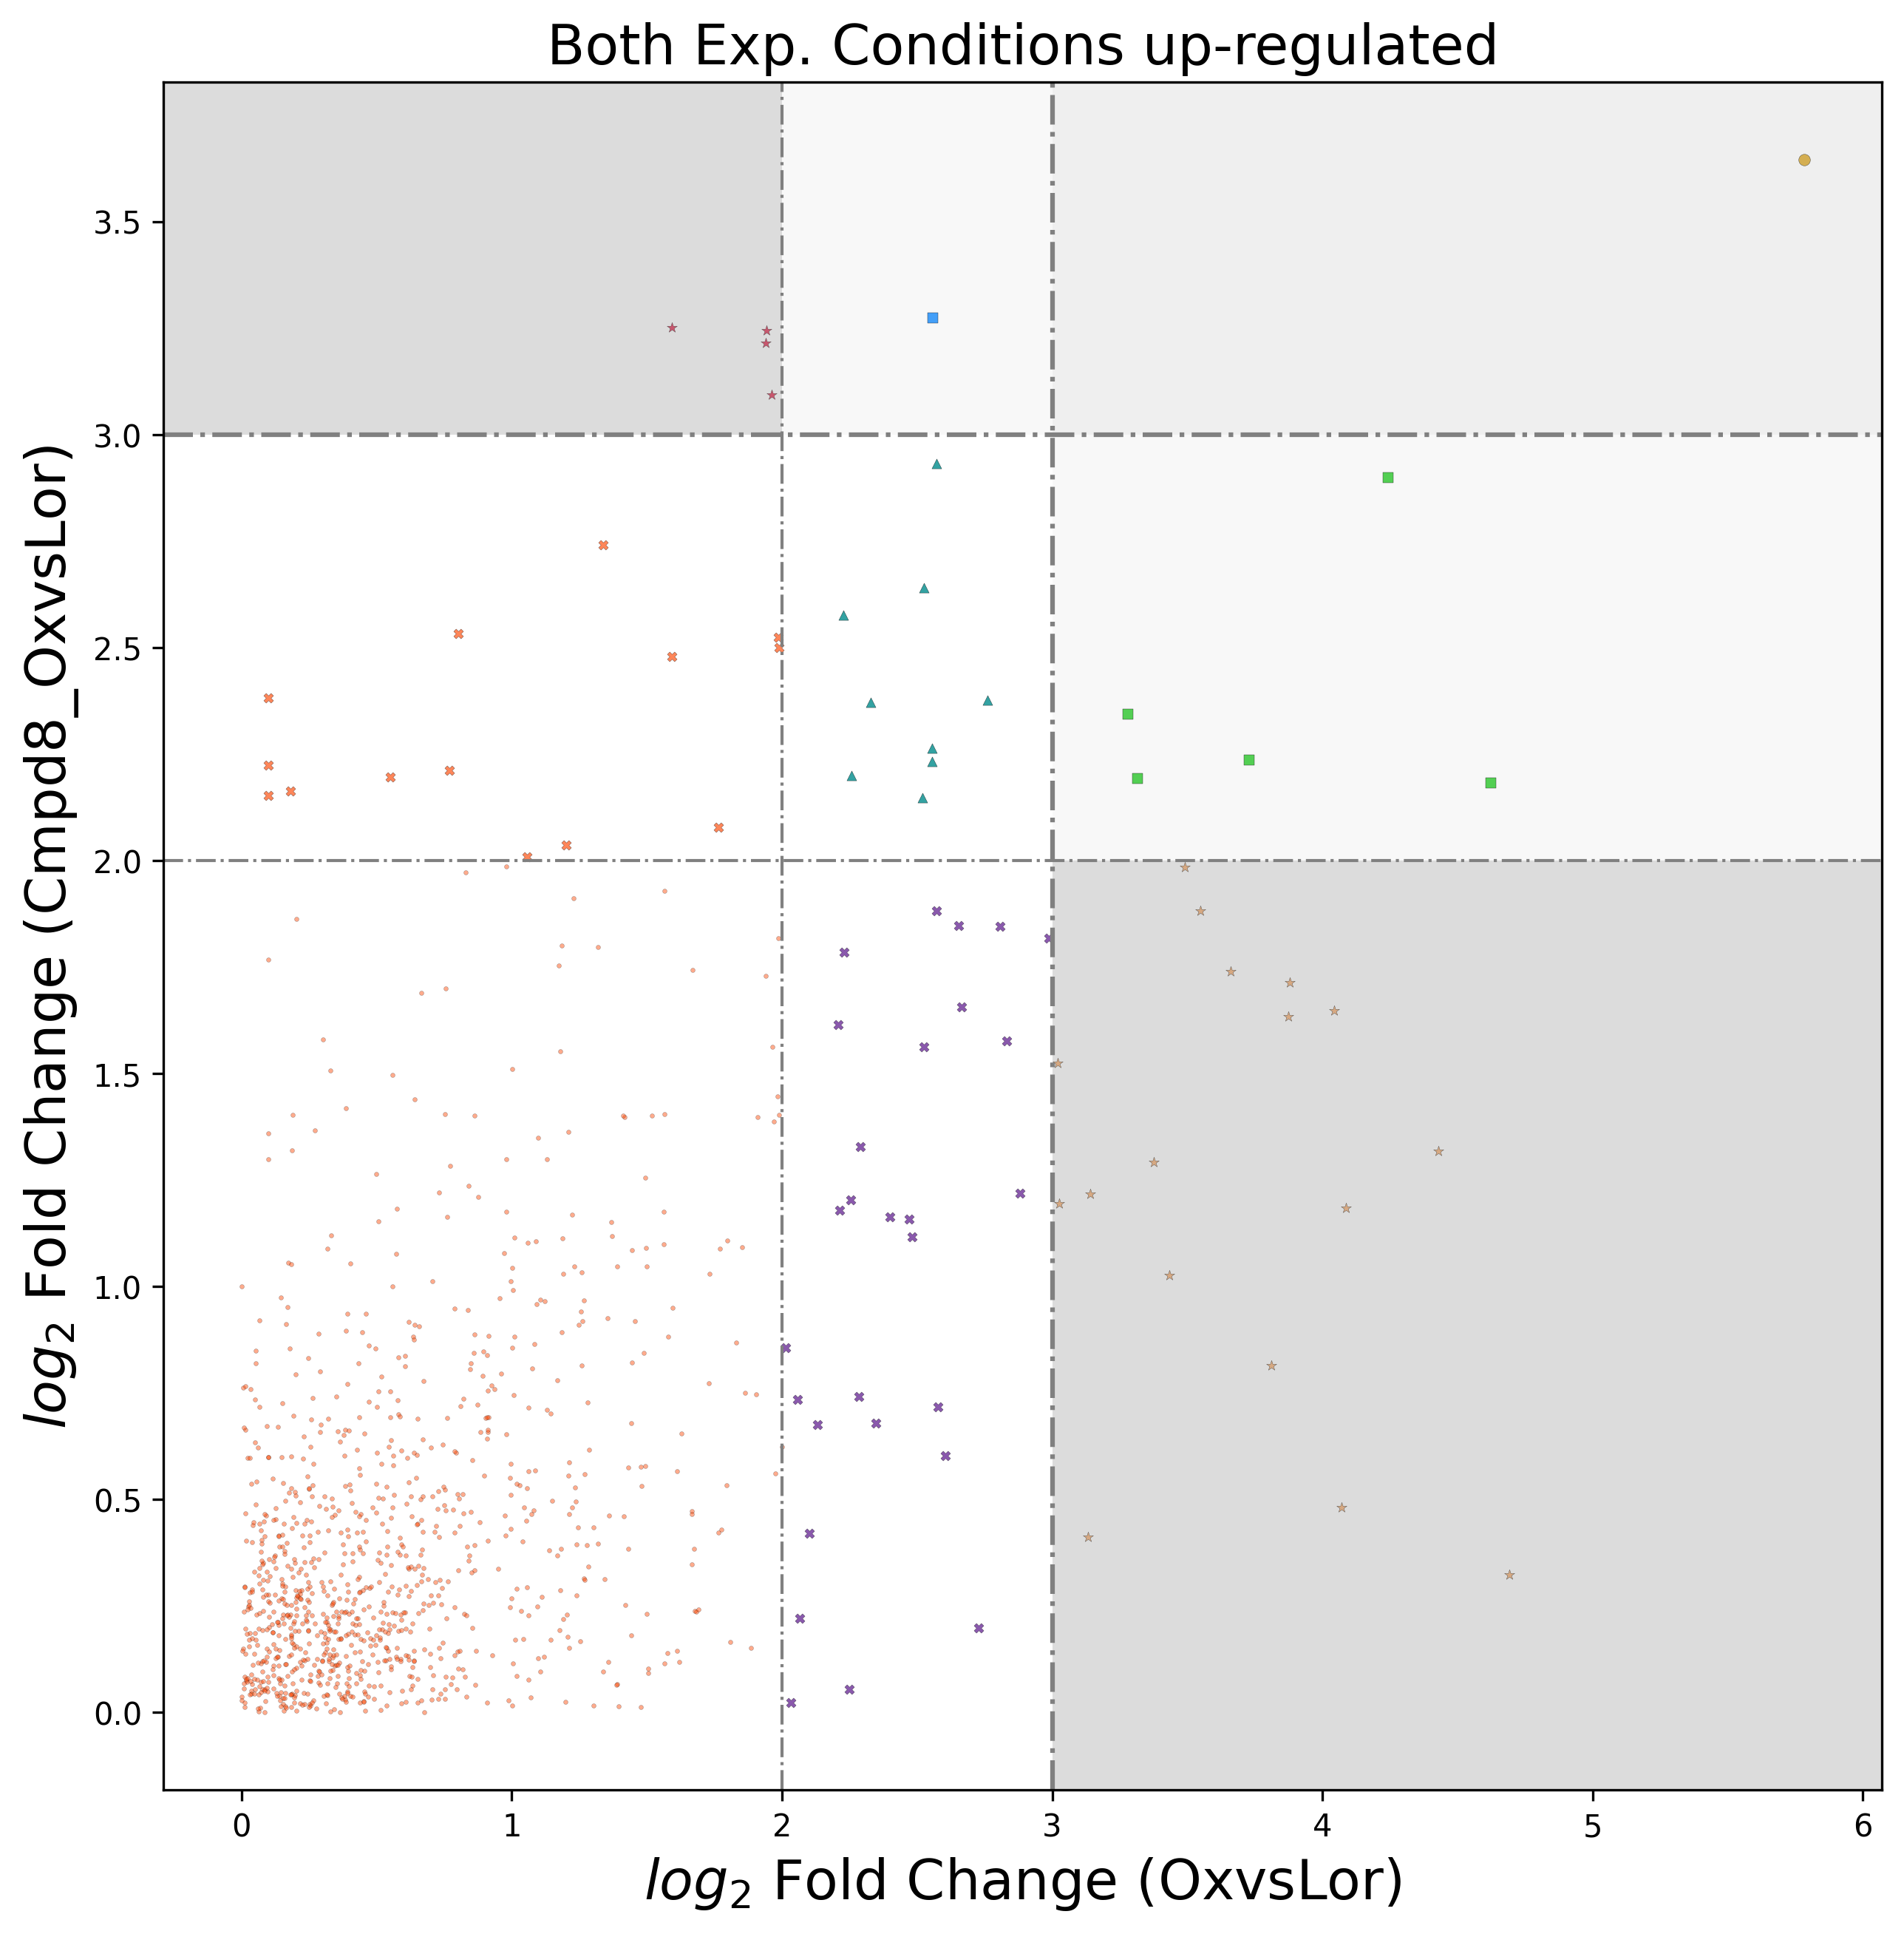 Both Exp. Conditions up-regulated
log₂ Fold Change (Cmpd8_OxvsLor)
3.5
3.0
2.5
2.0
1.5
1.0
0.5
0.0
0 1 2 3 4 5 6
log₂ Fold Change (OxvsLor)